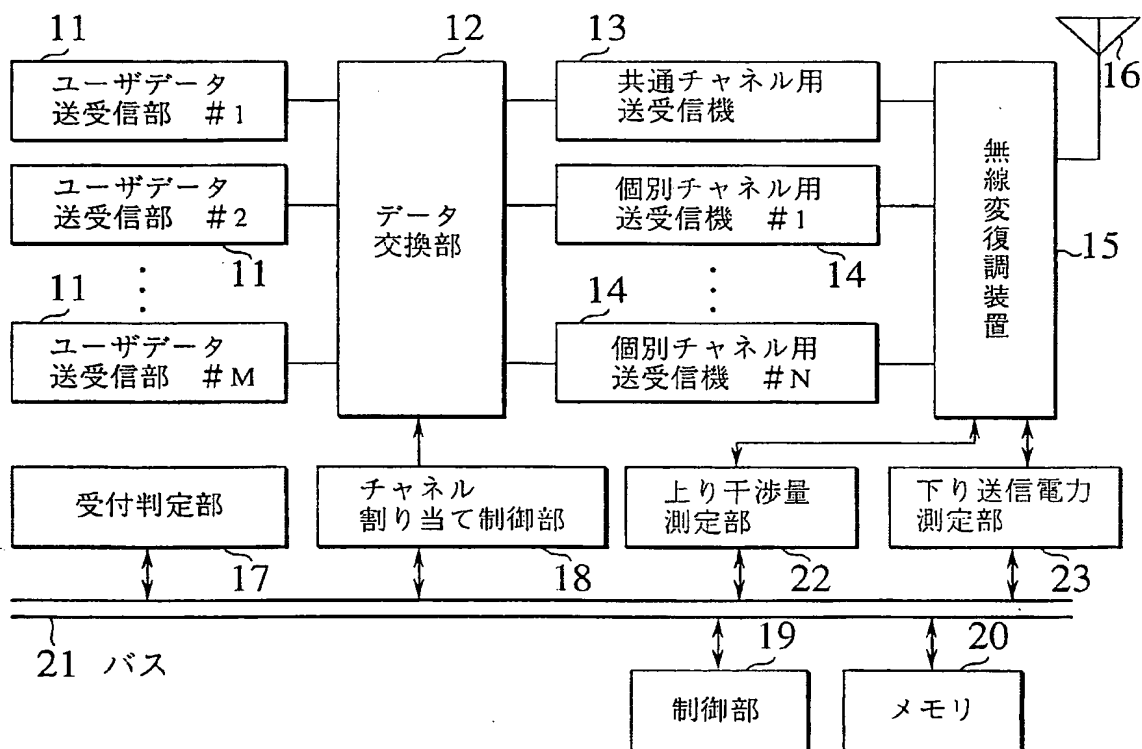 11
ユーザデータ
送受信部 #1
12
データ
交換部
13
共通チャネル用
送受信機
16
ユーザデータ
送受信部 #2
11
個別チャネル用
送受信機 #1
14
無線変復調装置
15
11
ユーザデータ
送受信部 #M
14
個別チャネル用
送受信機 #N
受付判定部
17
チャネル
割り当て制御部
18
上り干渉量
測定部
22
下り送信電力
測定部
23
21 バス
19
制御部
20
メモリ